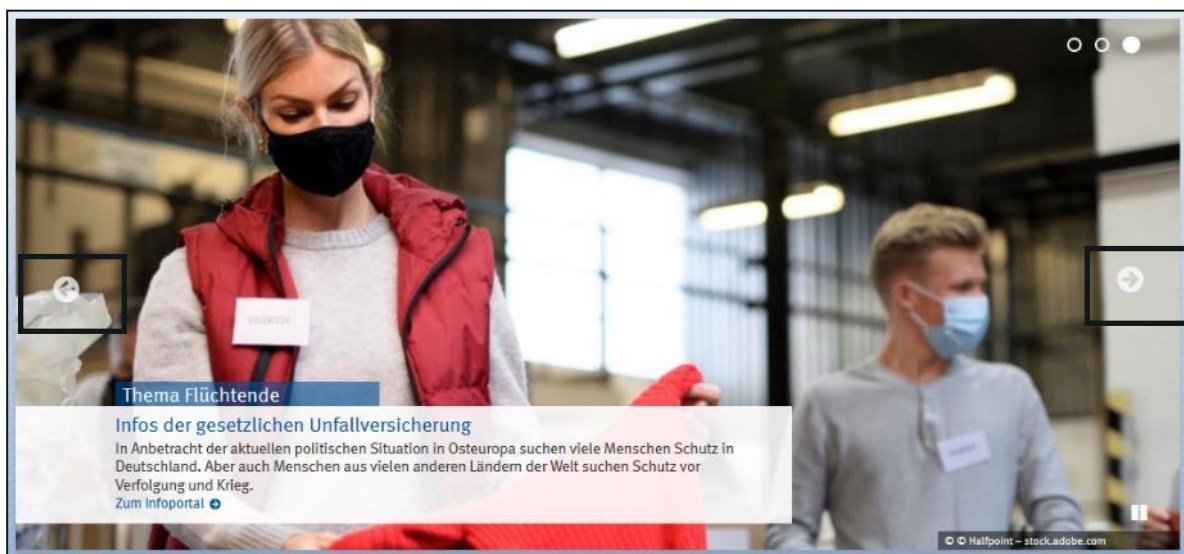 VOLUNTEER
Thema Flüchtende
Infos der gesetzlichen Unfallversicherung
In Anbetracht der aktuellen politischen Situation in Osteuropa suchen viele Menschen Schutz in
Deutschland. Aber auch Menschen aus vielen anderen Ländern der Welt suchen Schutz vor
Verfolgung und Krieg.
Zum Infoportal
© © Halfpoint – stock.adobe.com